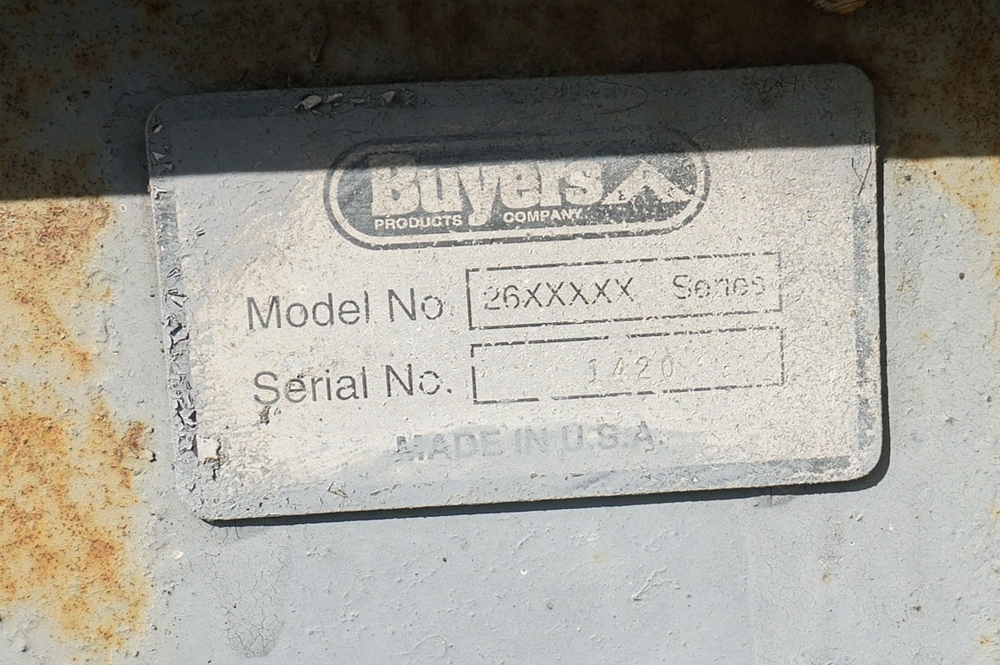 Buyers
PRODUCTS COMPANY
Model No. 26XXXXX Series
Serial No. 1420
MADE IN U.S.A.